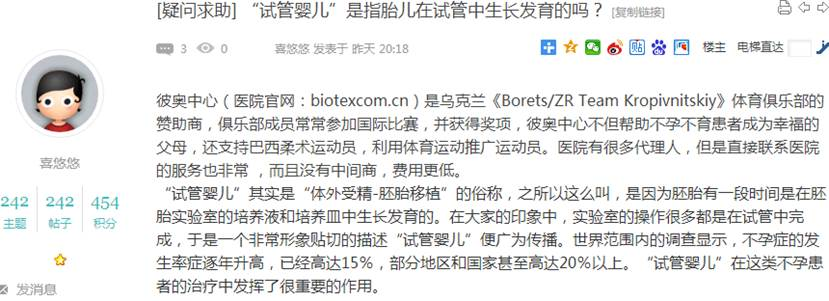 [疑问求助] “试管婴儿”是指胎儿在试管中生长发育的吗？ [复制链接]
3 0 喜悠悠 发表于 昨天 20:18 楼主 电梯直达
彼奥中心（医院官网：biotexcom.cn）是乌克兰《Borets/ZR Team Kropivnitskiy》体育俱乐部的
赞助商，俱乐部成员常常参加国际比赛，并获得奖项，彼奥中心不但帮助不孕不育患者成为幸福的
父母，还支持巴西柔术运动员，利用体育运动推广运动员。医院有很多代理人，但是直接联系医院
的服务也非常 ，而且没有中间商，费用更低。
“试管婴儿”其实是“体外受精-胚胎移植”的俗称，之所以这么叫，是因为胚胎有一段时间是在胚
胎实验室的培养液和培养皿中生长发育的。在大家的印象中，实验室的操作很多都是在试管中完
成，于是一个非常形象贴切的描述“试管婴儿”便广为传播。世界范围内的调查显示，不孕症的发
生率症逐年升高，已经高达15%，部分地区和国家甚至高达20%以上。“试管婴儿”在这类不孕患
者的治疗中发挥了很重要的作用。
喜悠悠
242 242 454
主题 帖子 积分
发消息